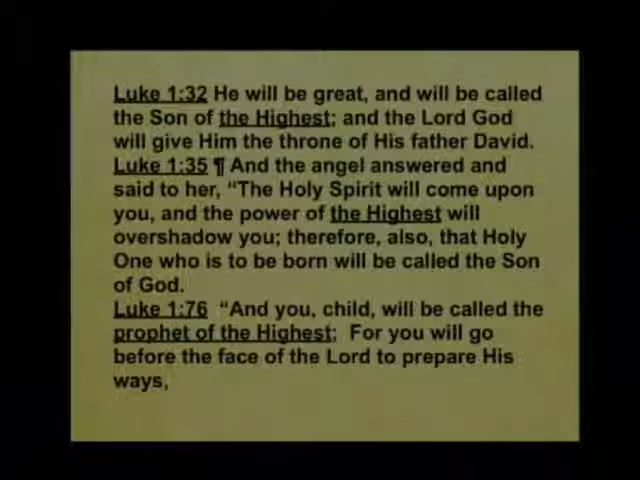 Luke 1:32 He will be great, and will be called
the Son of the Highest; and the Lord God
will give Him the throne of His father David.
Luke 1:35 ¶ And the angel answered and
said to her, “The Holy Spirit will come upon
you, and the power of the Highest will
overshadow you; therefore, also, that Holy
One who is to be born will be called the Son
of God.
Luke 1:76 “And you, child, will be called the
prophet of the Highest; For you will go
before the face of the Lord to prepare His
ways,